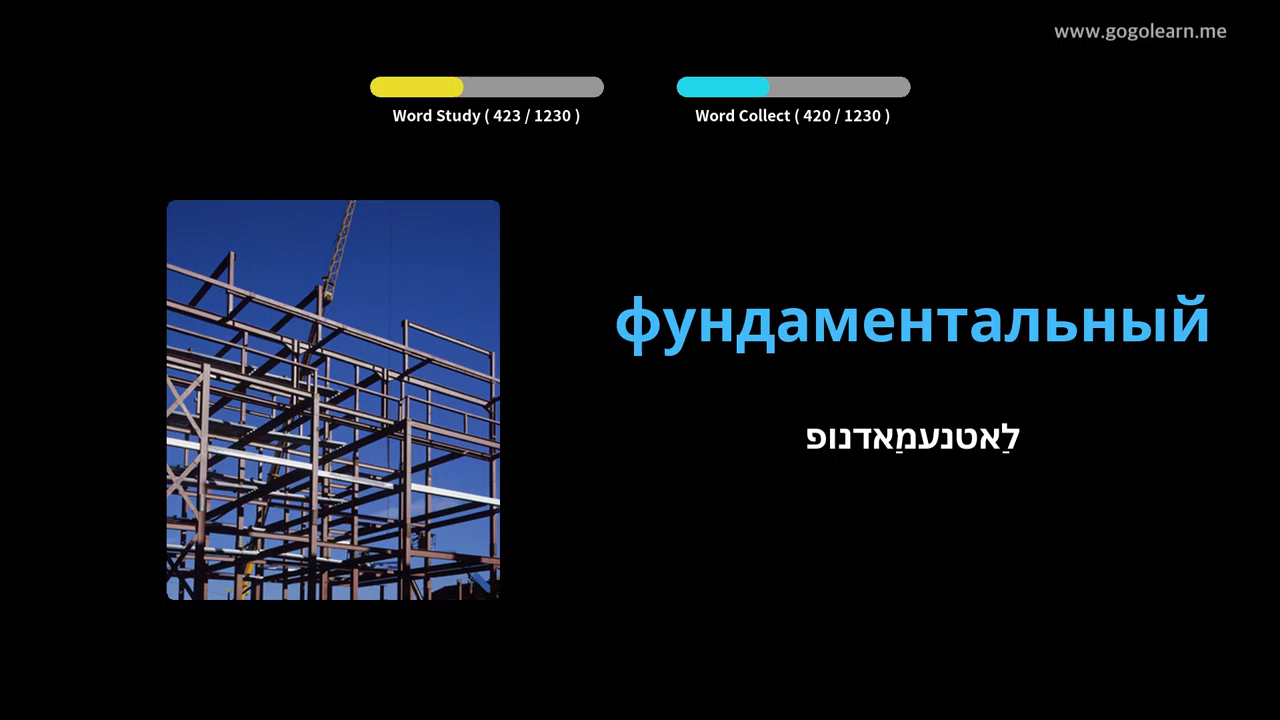 www.gogolearn.me
Word Study ( 423 / 1230 )
Word Collect ( 420 / 1230 )
фундаментальный
לַאטנעמַאדנופ